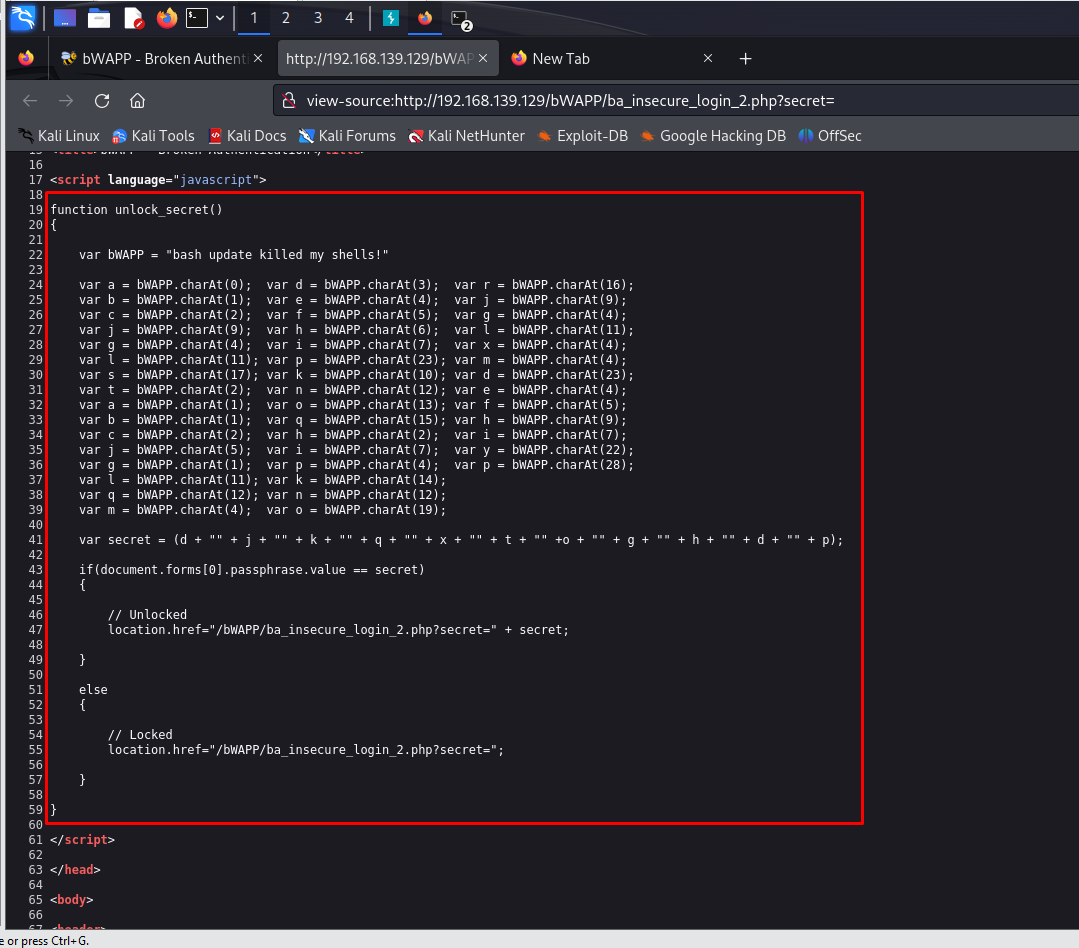 1 2 3 4 2
bWAPP - Broken Authenti × http://192.168.139.129/bWAP × New Tab × +
view-source:http://192.168.139.129/bWAPP/ba_insecure_login_2.php?secret=
Kali Linux Kali Tools Kali Docs Kali Forums Kali NetHunter Exploit-DB Google Hacking DB OffSec
15 <title>bWAPP - Broken Authentication</title>
16
17 <script language="javascript">
18
19 function unlock_secret()
20 {
21
22     var bWAPP = "bash update killed my shells!"
23
24     var a = bWAPP.charAt(0);  var d = bWAPP.charAt(3);  var r = bWAPP.charAt(16);
25     var b = bWAPP.charAt(1);  var e = bWAPP.charAt(4);  var j = bWAPP.charAt(9);
26     var c = bWAPP.charAt(2);  var f = bWAPP.charAt(5);  var g = bWAPP.charAt(4);
27     var j = bWAPP.charAt(9);  var h = bWAPP.charAt(6);  var l = bWAPP.charAt(11);
28     var g = bWAPP.charAt(4);  var i = bWAPP.charAt(7);  var x = bWAPP.charAt(4);
29     var l = bWAPP.charAt(11); var p = bWAPP.charAt(23); var m = bWAPP.charAt(4);
30     var s = bWAPP.charAt(17); var k = bWAPP.charAt(10); var d = bWAPP.charAt(23);
31     var t = bWAPP.charAt(2);  var n = bWAPP.charAt(12); var e = bWAPP.charAt(4);
32     var a = bWAPP.charAt(1);  var o = bWAPP.charAt(13); var f = bWAPP.charAt(5);
33     var b = bWAPP.charAt(1);  var q = bWAPP.charAt(15); var h = bWAPP.charAt(9);
34     var c = bWAPP.charAt(2);  var h = bWAPP.charAt(2);  var i = bWAPP.charAt(7);
35     var j = bWAPP.charAt(5);  var i = bWAPP.charAt(7);  var y = bWAPP.charAt(22);
36     var g = bWAPP.charAt(1);  var p = bWAPP.charAt(4);  var p = bWAPP.charAt(28);
37     var l = bWAPP.charAt(11); var k = bWAPP.charAt(14);
38     var q = bWAPP.charAt(12); var n = bWAPP.charAt(12);
39     var m = bWAPP.charAt(4);  var o = bWAPP.charAt(19);
40
41     var secret = (d + "" + j + "" + k + "" + q + "" + x + "" + t + "" +o + "" + g + "" + h + "" + d + "" + p);
42
43     if(document.forms[0].passphrase.value == secret)
44     {
45
46         // Unlocked
47         location.href="/bWAPP/ba_insecure_login_2.php?secret=" + secret;
48
49     }
50
51     else
52     {
53
54         // Locked
55         location.href="/bWAPP/ba_insecure_login_2.php?secret=";
56
57     }
58
59 }
60
61 </script>
62
63 </head>
64
65 <body>
66
67 <header>
e or press Ctrl+G.